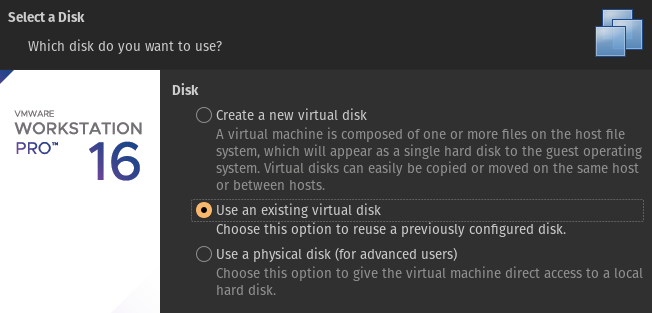 Select a Disk
Which disk do you want to use?
VMWARE
WORKSTATION
PRO™ 16
Disk
Create a new virtual disk
A virtual machine is composed of one or more files on the host file
system, which will appear as a single hard disk to the guest operating
system. Virtual disks can easily be copied or moved on the same host
or between hosts.
Use an existing virtual disk
Choose this option to reuse a previously configured disk.
Use a physical disk (for advanced users)
Choose this option to give the virtual machine direct access to a local
hard disk.